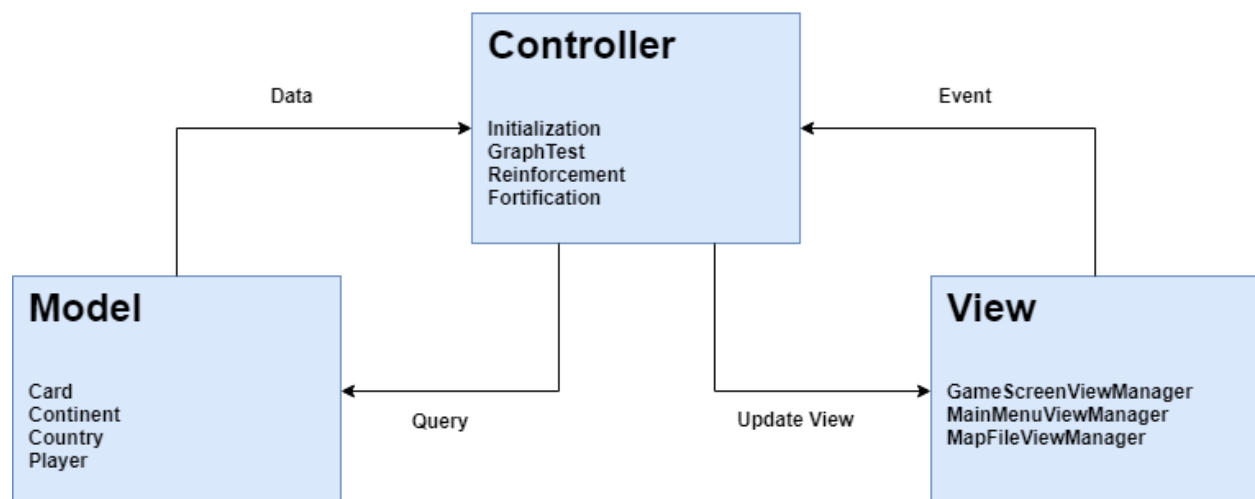 Controller
Data
Event
Initialization
GraphTest
Reinforcement
Fortification
Model
View
Card
Continent
Country
Player
Query
Update View
GameScreenViewManager
MainMenuViewManager
MapFileViewManager